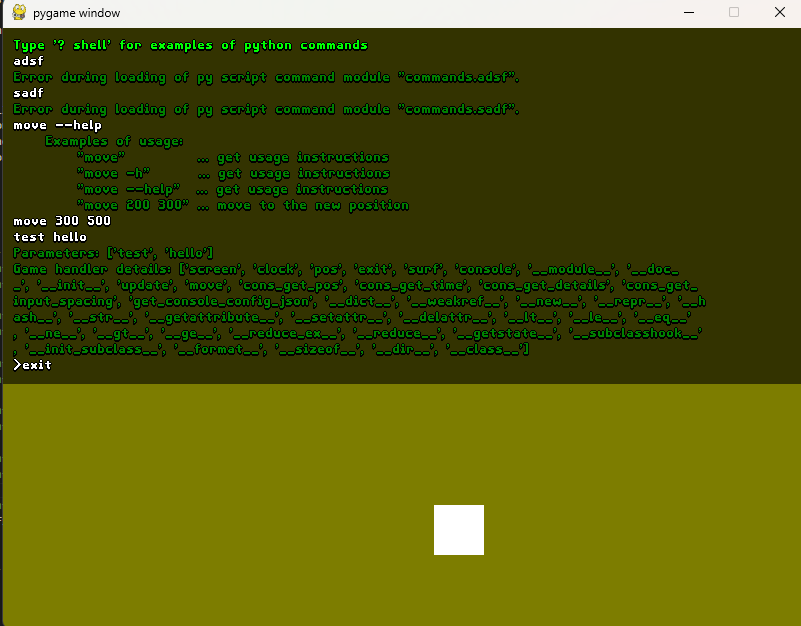 pygame window
Type '? shell' for examples of python commands
adsf
Error during loading of py script command module "commands.adsf".
sadf
Error during loading of py script command module "commands.sadf".
move --help
Examples of usage:
"move" ... get usage instructions
"move -h" ... get usage instructions
"move --help" ... get usage instructions
"move 200 300" ... move to the new position
move 300 500
test hello
Parameters: ['test', 'hello']
Game handler details: ['screen', 'clock', 'pos', 'exit', 'surf', 'console', '__module__', '__doc_
_', '__init__', 'update', 'move', 'cons_get_pos', 'cons_get_time', 'cons_get_details', 'cons_get_
input_spacing', 'get_console_config_json', '__dict__', '__weakref__', '__new__', '__repr__', '__h
ash__', '__str__', '__getattribute__', '__setattr__', '__delattr__', '__lt__', '__le__', '__eq__'
, '__ne__', '__gt__', '__ge__', '__reduce_ex__', '__reduce__', '__getstate__', '__subclasshook__'
, '__init_subclass__', '__format__', '__sizeof__', '__dir__', '__class__']
>exit